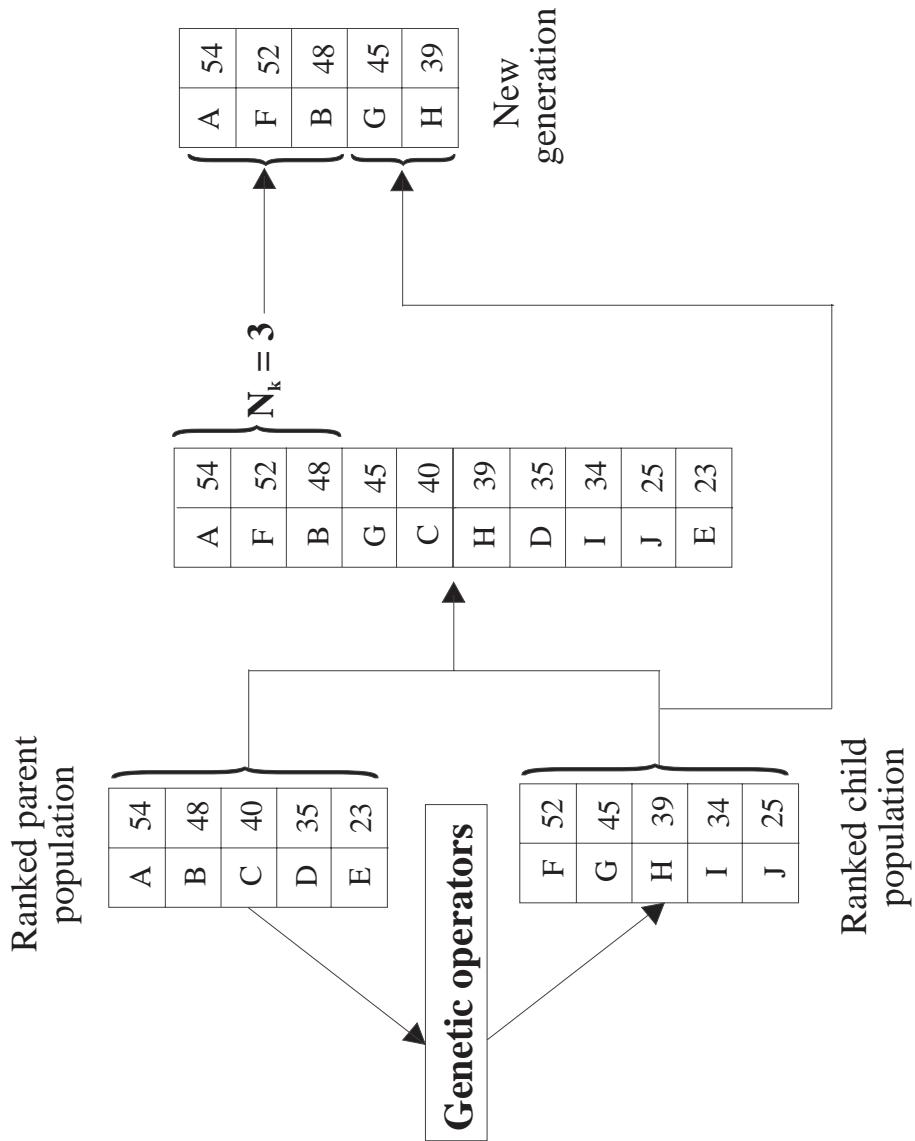 Ranked parent
population
A 54
B 48
C 40
D 35
E 23
Genetic operators
F 52
G 45
H 39
I 34
J 25
Ranked child
population
A 54
F 52
B 48
G 45
C 40
H 39
D 35
I 34
J 25
E 23
Nk = 3
A 54
F 52
B 48
G 45
H 39
New
generation